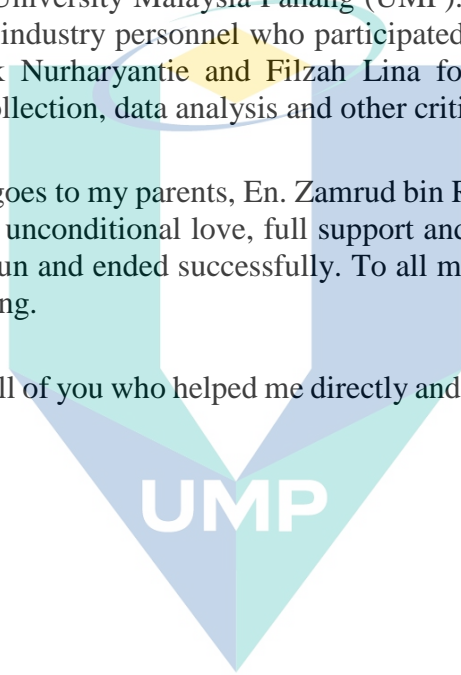 University Malaysia Pahang (UMP).
industry personnel who participated
Nurharyantie and Filzah Lina fo
ollection, data analysis and other criti
goes to my parents, En. Zamrud bin R
unconditional love, full support and
un and ended successfully. To all m
ng.
ll of you who helped me directly and
UMP